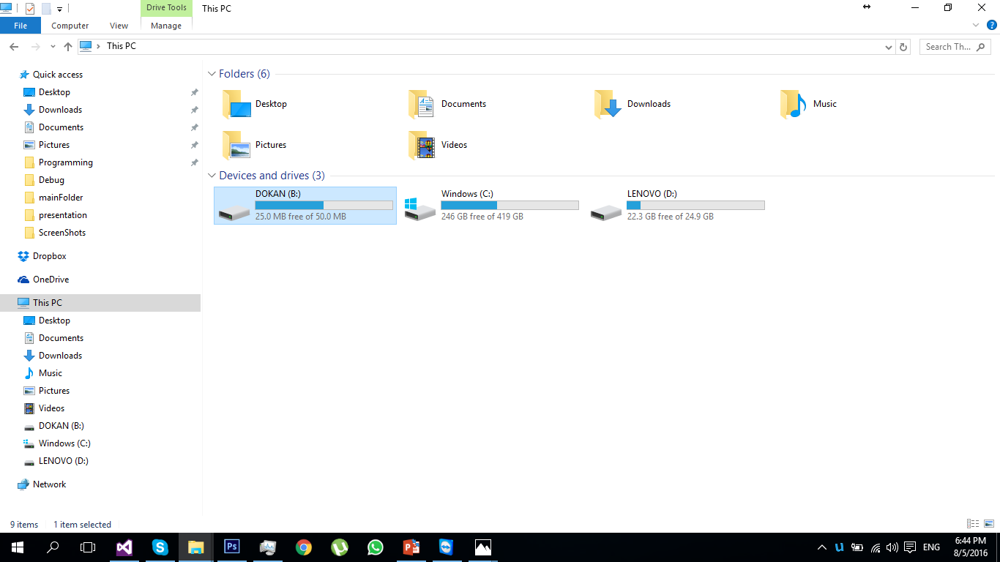 Drive Tools
This PC
File
Computer
View
Manage
This PC
Search Th...
Quick access
Desktop
Downloads
Documents
Pictures
Programming
Debug
mainFolder
presentation
ScreenShots
Dropbox
OneDrive
This PC
Desktop
Documents
Downloads
Music
Pictures
Videos
DOKAN (B:)
Windows (C:)
LENOVO (D:)
Network
Folders (6)
Desktop
Documents
Downloads
Music
Pictures
Videos
Devices and drives (3)
DOKAN (B:)
25.0 MB free of 50.0 MB
Windows (C:)
246 GB free of 419 GB
LENOVO (D:)
22.3 GB free of 24.9 GB
9 items
1 item selected
Ps
ENG
6:44 PM
8/5/2016